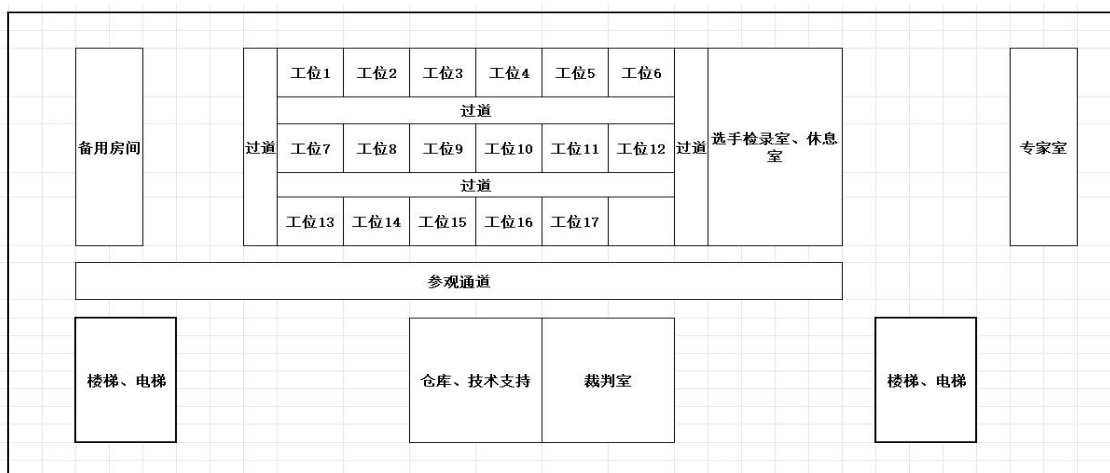 工位1 工位2 工位3 工位4 工位5 工位6
过道
备用房间 过道 工位7 工位8 工位9 工位10 工位11 工位12 过道 选手检录室、休息
室 专家室
过道
工位13 工位14 工位15 工位16 工位17
参观通道
楼梯、电梯 仓库、技术支持 裁判室 楼梯、电梯